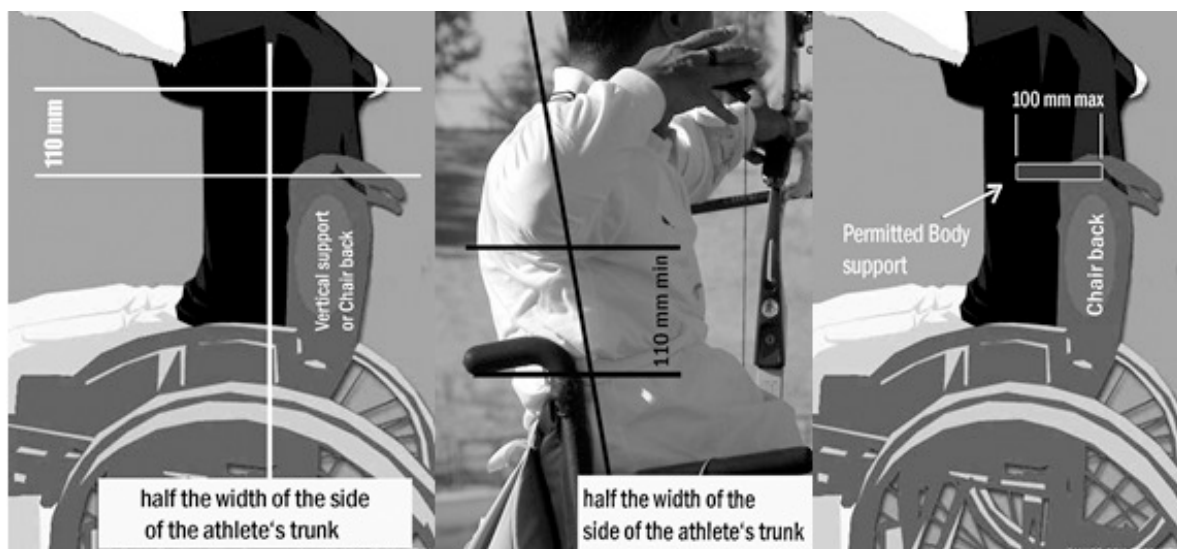 110 mm
Vertical support
or Chair back
half the width of the side
of the athlete‘s trunk
110 mm min
half the width of the
side of the athlete‘s trunk
100 mm max
Permitted Body
support
Chair back